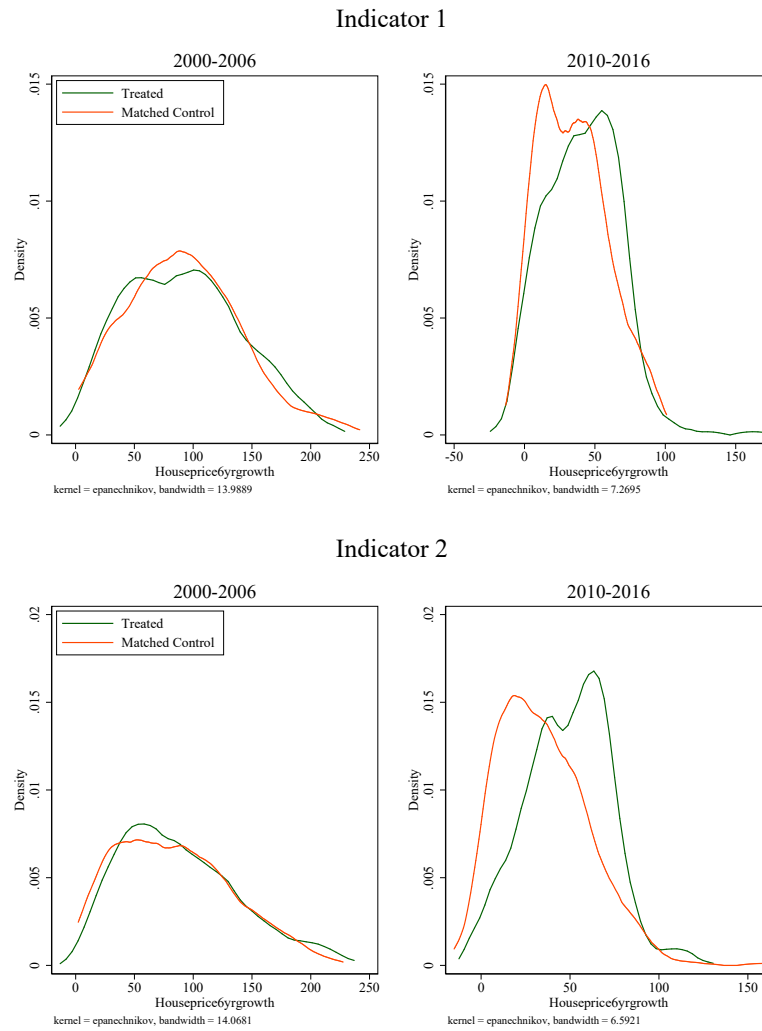 Indicator 1
2000-2006
Treated
Matched Control
Density
0
.005
.01
.015
0
50
100
150
200
250
Houseprice6yrgrowth
kernel = epanechnikov, bandwidth = 13.9889
2010-2016
Density
0
.005
.01
.015
-50
0
50
100
150
Houseprice6yrgrowth
kernel = epanechnikov, bandwidth = 7.2695
Indicator 2
2000-2006
Treated
Matched Control
Density
0
.005
.01
.015
.02
0
50
100
150
200
250
Houseprice6yrgrowth
kernel = epanechnikov, bandwidth = 14.0681
2010-2016
Density
0
.005
.01
.015
.02
0
50
100
150
Houseprice6yrgrowth
kernel = epanechnikov, bandwidth = 6.5921